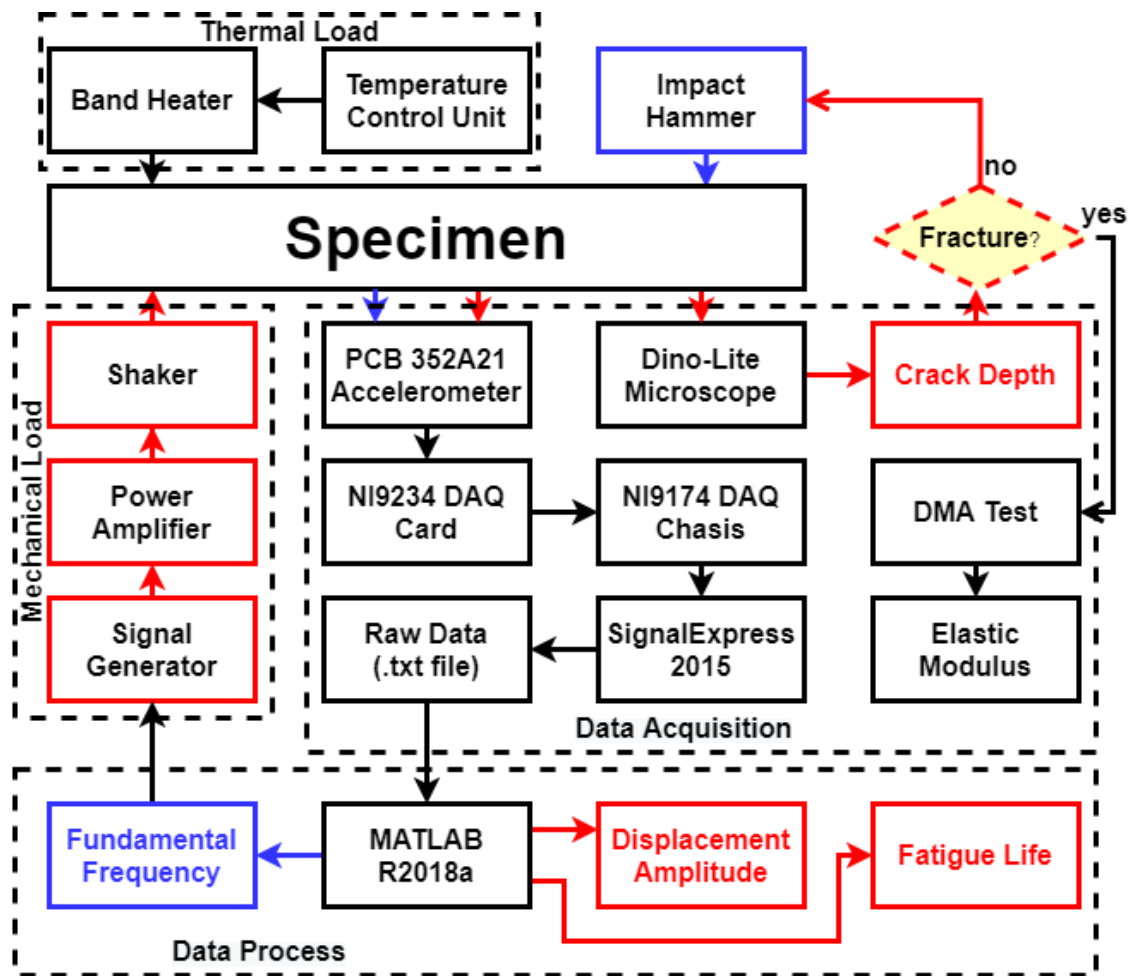 Thermal Load
Band Heater
Temperature
Control Unit
Impact
Hammer
no
yes
Specimen
Fracture?
Mechanical Load
Shaker
PCB 352A21
Accelerometer
Dino-Lite
Microscope
Crack Depth
Power
Amplifier
NI9234 DAQ
Card
NI9174 DAQ
Chasis
DMA Test
Signal
Generator
Raw Data
(.txt file)
SignalExpress
2015
Elastic
Modulus
Data Acquisition
Fundamental
Frequency
MATLAB
R2018a
Displacement
Amplitude
Fatigue Life
Data Process